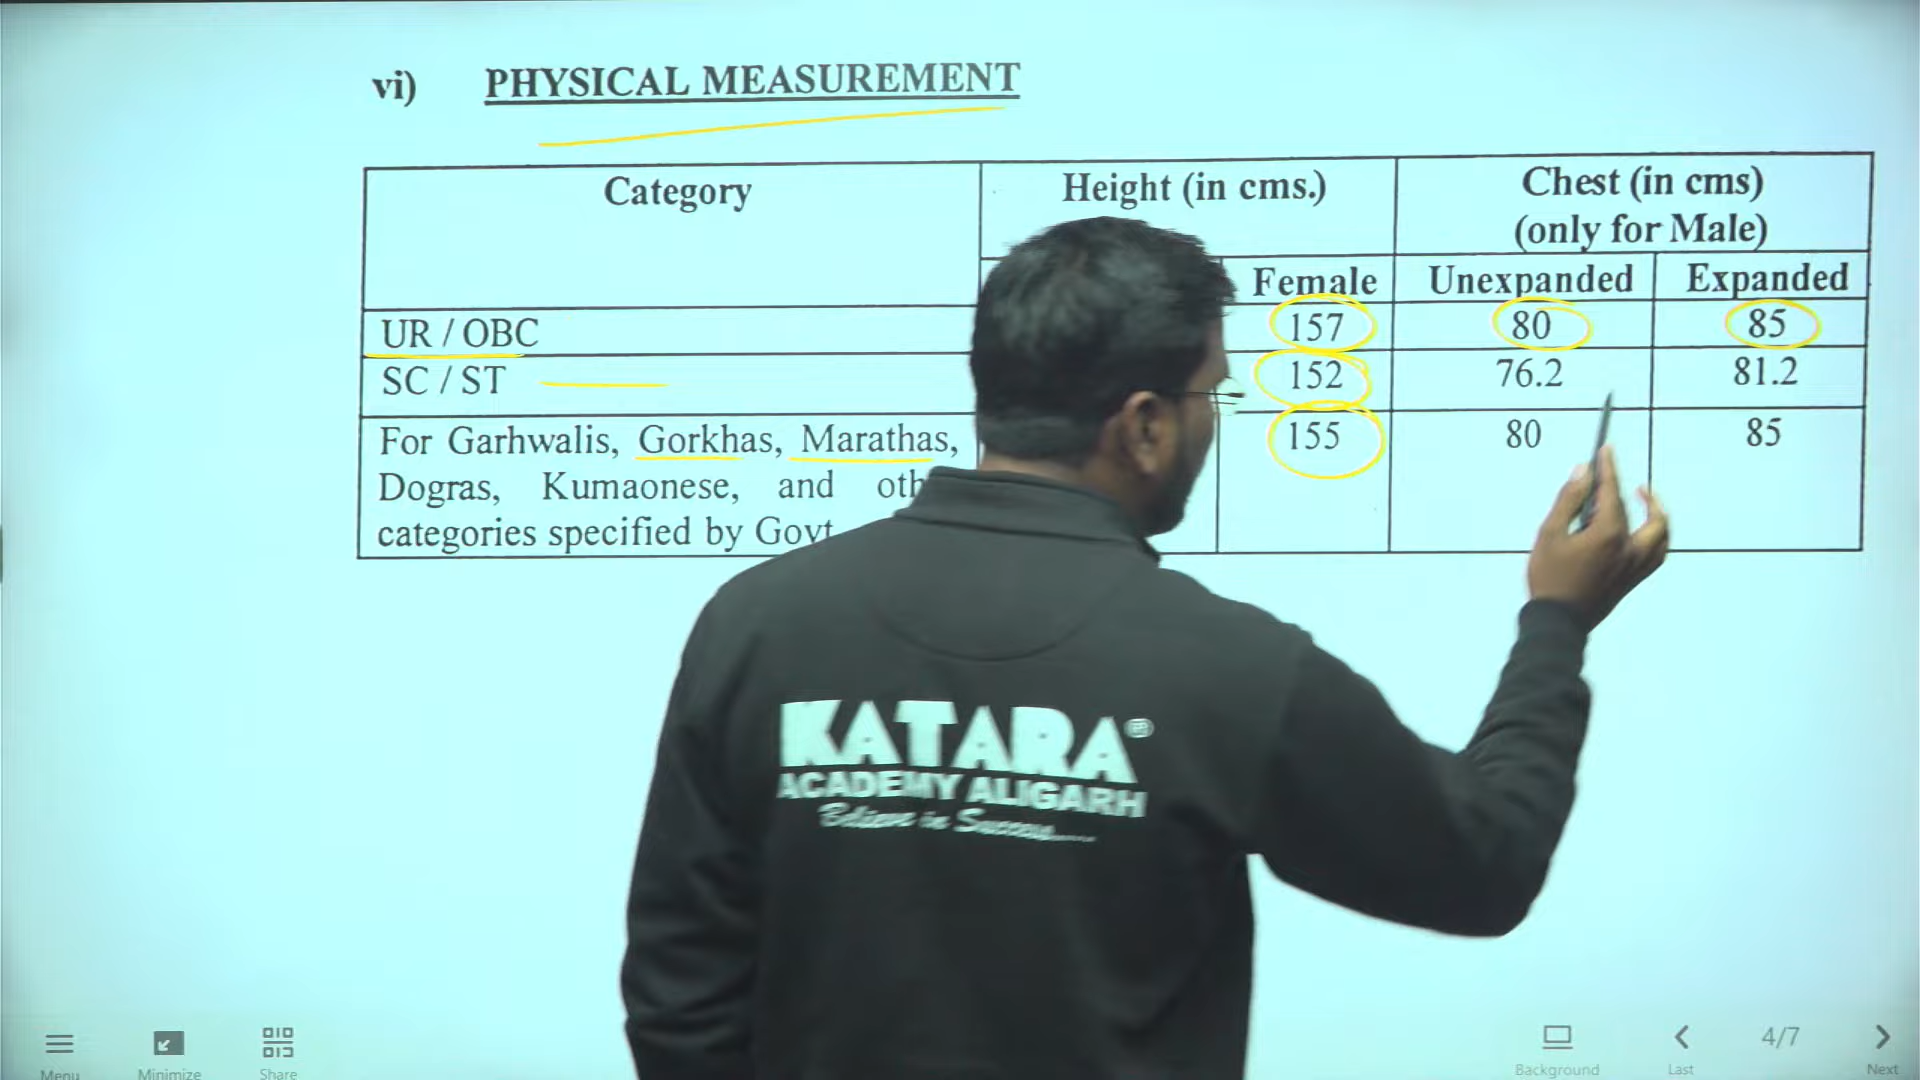 vi) PHYSICAL MEASUREMENT
Category Height (in cms.) Chest (in cms)
(only for Male)
Female Unexpanded Expanded
UR / OBC 157 80 85
SC / ST 152 76.2 81.2
For Garhwalis, Gorkhas, Marathas, 155 80 85
Dogras, Kumaonese, and
categories specified by Govt
KATARA®
ACADEMY ALIGARH
Believe in Success.....
4/7
Menu Minimize Share Background Last Next